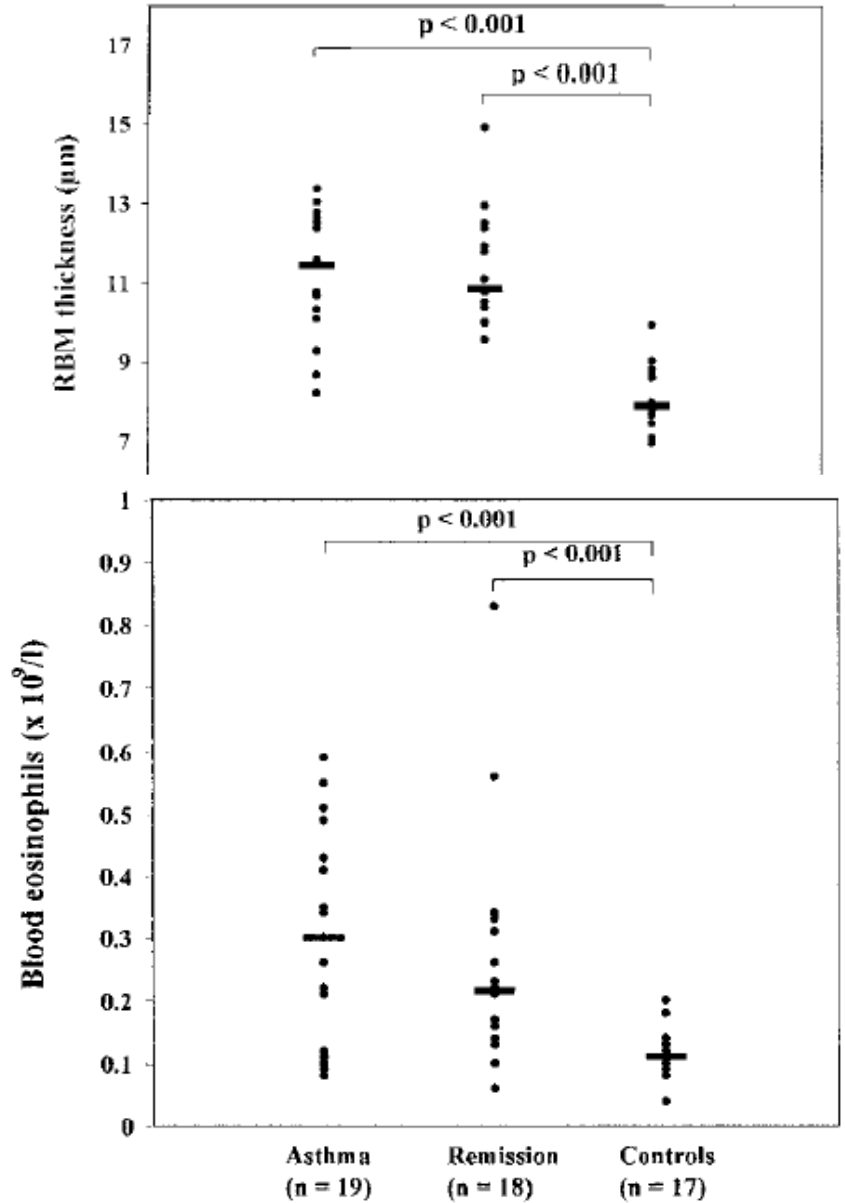 17
p < 0.001
p < 0.001
15
13
11
9
7
RBM thickness (µm)
1
p < 0.001
p < 0.001
0.9
0.8
0.7
0.6
0.5
0.4
0.3
0.2
0.1
0
Blood eosinophils (x 10⁹/l)
Asthma Remission Controls
(n = 19) (n = 18) (n = 17)